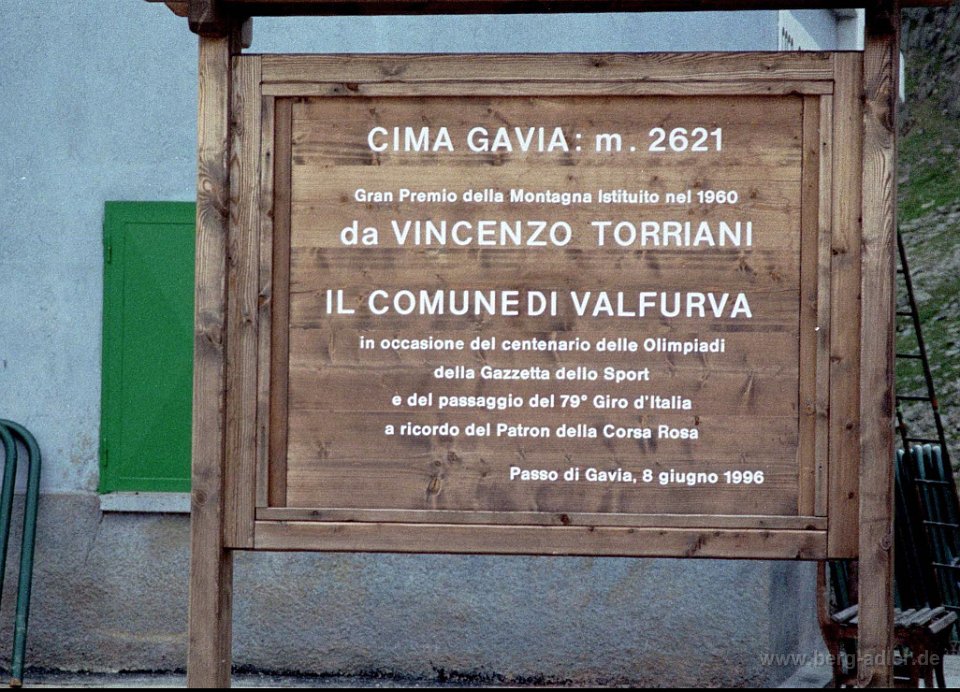 CIMA GAVIA: m. 2621
Gran Premio della Montagna Istituito nel 1960
da VINCENZO TORRIANI
IL COMUNE DI VALFURVA
in occasione del centenario delle Olimpiadi
della Gazzetta dello Sport
e del passaggio del 79° Giro d'Italia
a ricordo del Patron della Corsa Rosa
Passo di Gavia, 8 giugno 1996
www.berg-adler.de